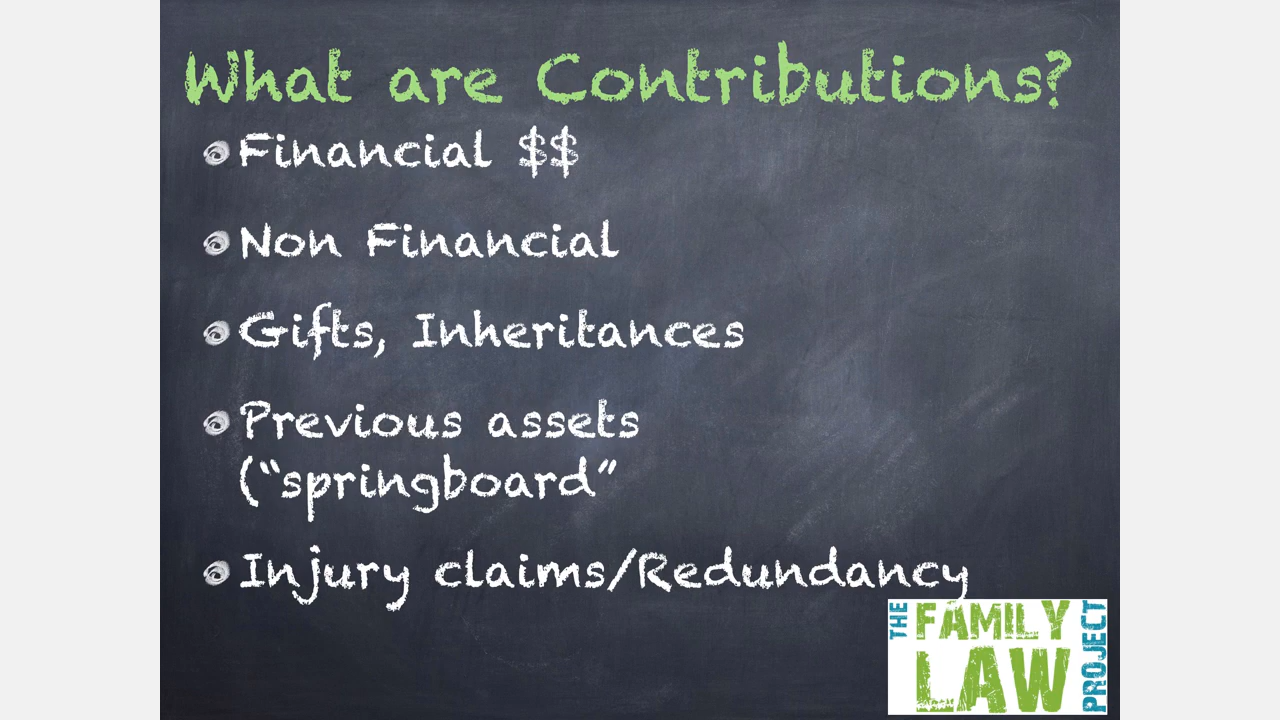 What are Contributions?
Financial $$
Non Financial
Gifts, Inheritances
Previous assets
(“springboard”
Injury claims/Redundancy
THE FAMILY LAW PROJECT